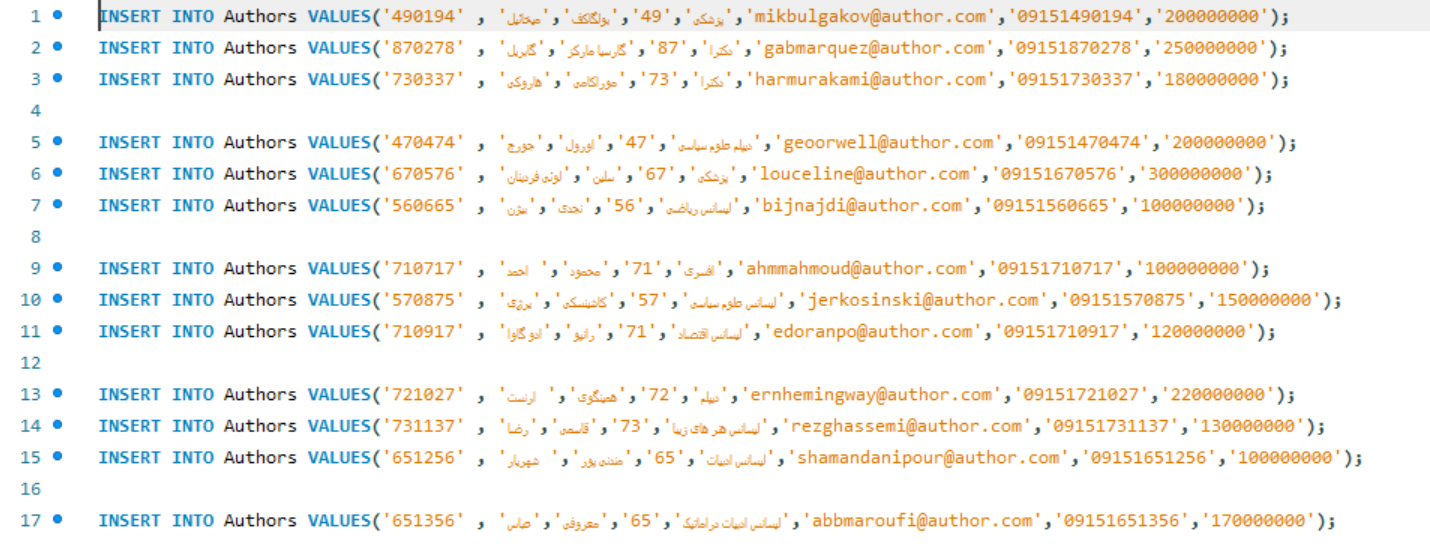 1 INSERT INTO Authors VALUES('490194' , 'میخائیل','بولگاکف','49','پزشکی','mikbulgakov@author.com','09151490194','200000000');
2 INSERT INTO Authors VALUES('870278' , 'گابریل','گارسیا مارکز','87','دکترا','gabmarquez@author.com','09151870278','250000000');
3 INSERT INTO Authors VALUES('730337' , 'هاروکی','موراکامی','73','دکترا','harmurakami@author.com','09151730337','180000000');
4
5 INSERT INTO Authors VALUES('470474' , 'جورج','اورول','47','دیپلم علوم سیاسی','georwell@author.com','09151470474','200000000');
6 INSERT INTO Authors VALUES('670576' , 'لوئی فردینان','سلین','67','پزشکی','louceline@author.com','09151670576','300000000');
7 INSERT INTO Authors VALUES('560665' , 'بیژن','نجدی','56','لیسانس ریاضی','bijnajdi@author.com','09151560665','100000000');
8
9 INSERT INTO Authors VALUES('710717' , 'احمد ','محمود','71','افسری','ahmmahmoud@author.com','09151710717','100000000');
10 INSERT INTO Authors VALUES('570875' , 'یرژی','کاشینسکی','57','لیسانس علوم سیاسی','jerkosinski@author.com','09151570875','150000000');
11 INSERT INTO Authors VALUES('710917' , 'ادوگاوا','رانپو','71','لیسانس اقتصاد','edoranpo@author.com','09151710917','120000000');
12
13 INSERT INTO Authors VALUES('721027' , 'ارنست ','همینگوی','72','دیپلم','ernhemingway@author.com','09151721027','220000000');
14 INSERT INTO Authors VALUES('731137' , 'رضا','قاسمی','73','لیسانس هنر های زیبا','rezghassemi@author.com','09151731137','130000000');
15 INSERT INTO Authors VALUES('651256' , 'شهریار ','مندنی پور','65','لیسانس ادبیات','shamandanipour@author.com','09151651256','100000000');
16
17 INSERT INTO Authors VALUES('651356' , 'عباس','معروفی','65','لیسانس ادبیات دراماتیک','abbmaroufi@author.com','09151651356','170000000');